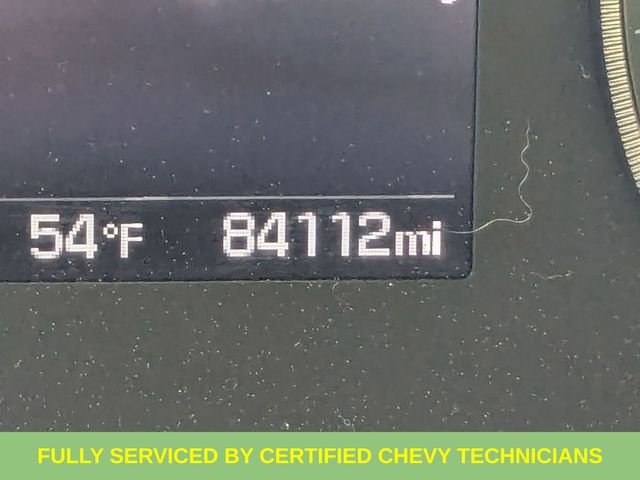 54°F 84112mi
FULLY SERVICED BY CERTIFIED CHEVY TECHNICIANS